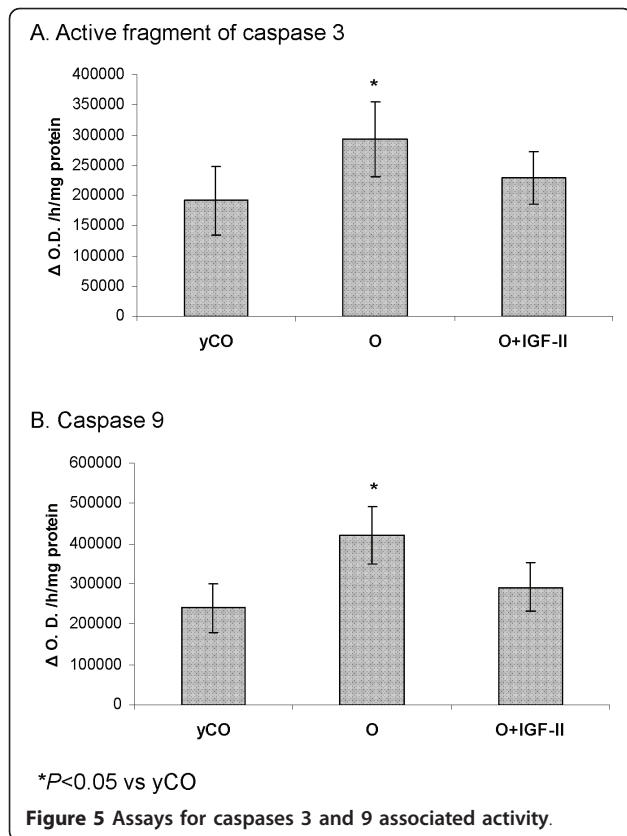 A. Active fragment of caspase 3
400000
350000
300000
250000
200000
150000
100000
50000
0
Δ O.D. /h/mg protein
*
yCO O O+IGF-II
B. Caspase 9
600000
500000
400000
300000
200000
100000
0
Δ O. D. /h/mg protein
*
yCO O O+IGF-II
*P<0.05 vs yCO
Figure 5 Assays for caspases 3 and 9 associated activity.